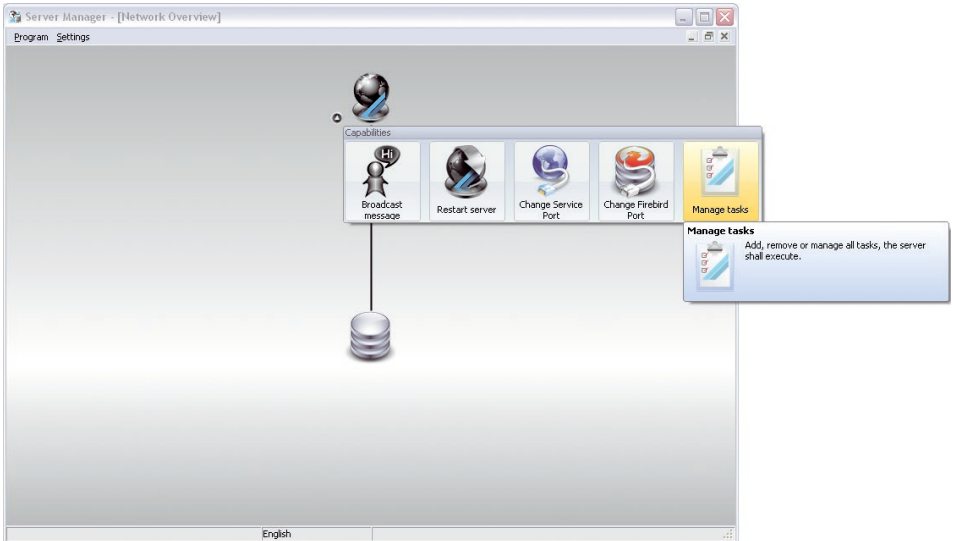 Server Manager - [Network Overview]
Program Settings
Capabilities
Hi
Broadcast
message
Restart server
Change Service
Port
Change Firebird
Port
Manage tasks
Manage tasks
Add, remove or manage all tasks, the server
shall execute.
English